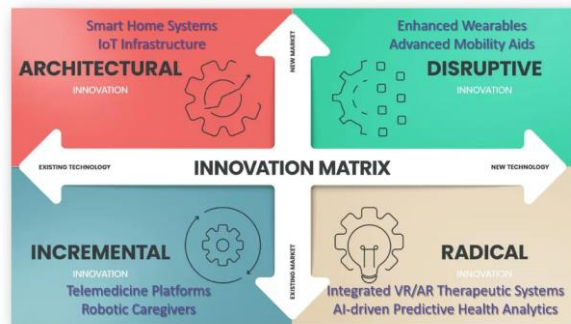 Smart Home Systems
IoT Infrastructure
ARCHITECTURAL
INNOVATION
NEW MARKET
Enhanced Wearables
Advanced Mobility Aids
DISRUPTIVE
INNOVATION
EXISTING TECHNOLOGY
INNOVATION MATRIX
NEW TECHNOLOGY
INCREMENTAL
INNOVATION
Telemedicine Platforms
Robotic Caregivers
EXISTING MARKET
RADICAL
INNOVATION
Integrated VR/AR Therapeutic Systems
AI-driven Predictive Health Analytics